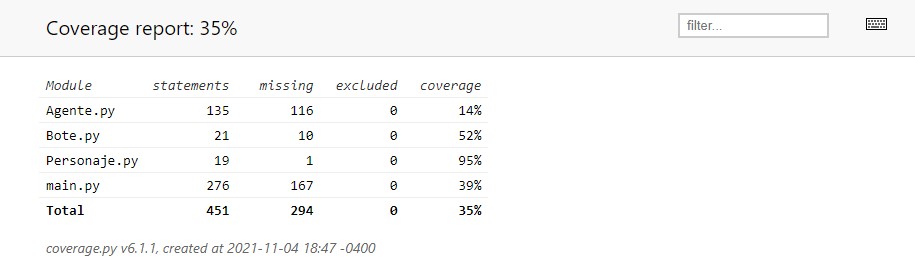 Coverage report: 35%
filter...
Module statements missing excluded coverage
Agente.py 135 116 0 14%
Bote.py 21 10 0 52%
Personaje.py 19 1 0 95%
main.py 276 167 0 39%
Total 451 294 0 35%
coverage.py v6.1.1, created at 2021-11-04 18:47 -0400